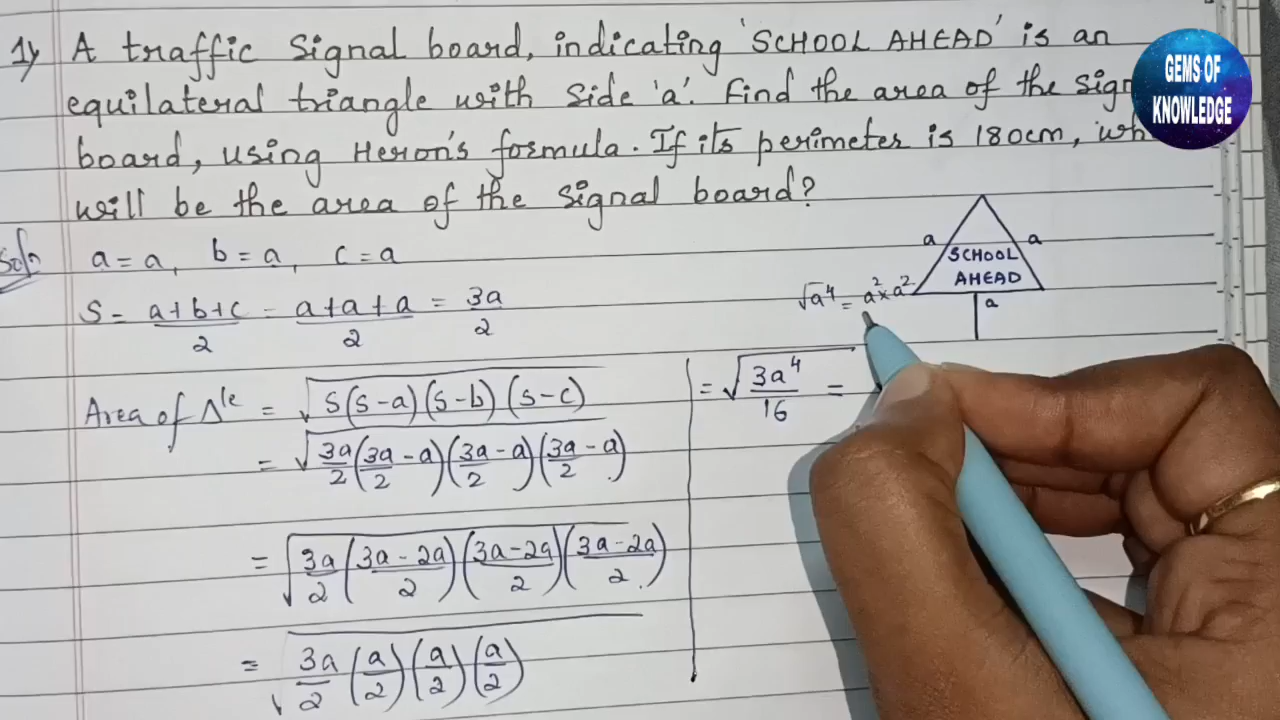 1) A traffic Signal board, indicating 'SCHOOL AHEAD' is an
equilateral triangle with Side 'a'. Find the area of the
board, using Heron's formula. If its perimeter is 180cm,
will be the area of the Signal board?
GEMS OF
KNOWLEDGE
Soln
a = a, b = a, c = a
S = a+b+c/2 = a+a+a/2 = 3a/2
a a
SCHOOL
AHEAD
a
√a⁴ = a² × a²
Area of Δle = √S(S-a)(S-b)(S-c)
= √3a/2(3a/2 - a)(3a/2 - a)(3a/2 - a)
= √3a/2((3a-2a)/2)((3a-2a)/2)((3a-2a)/2)
= √3a/2(a/2)(a/2)(a/2)
= √3a⁴/16 =